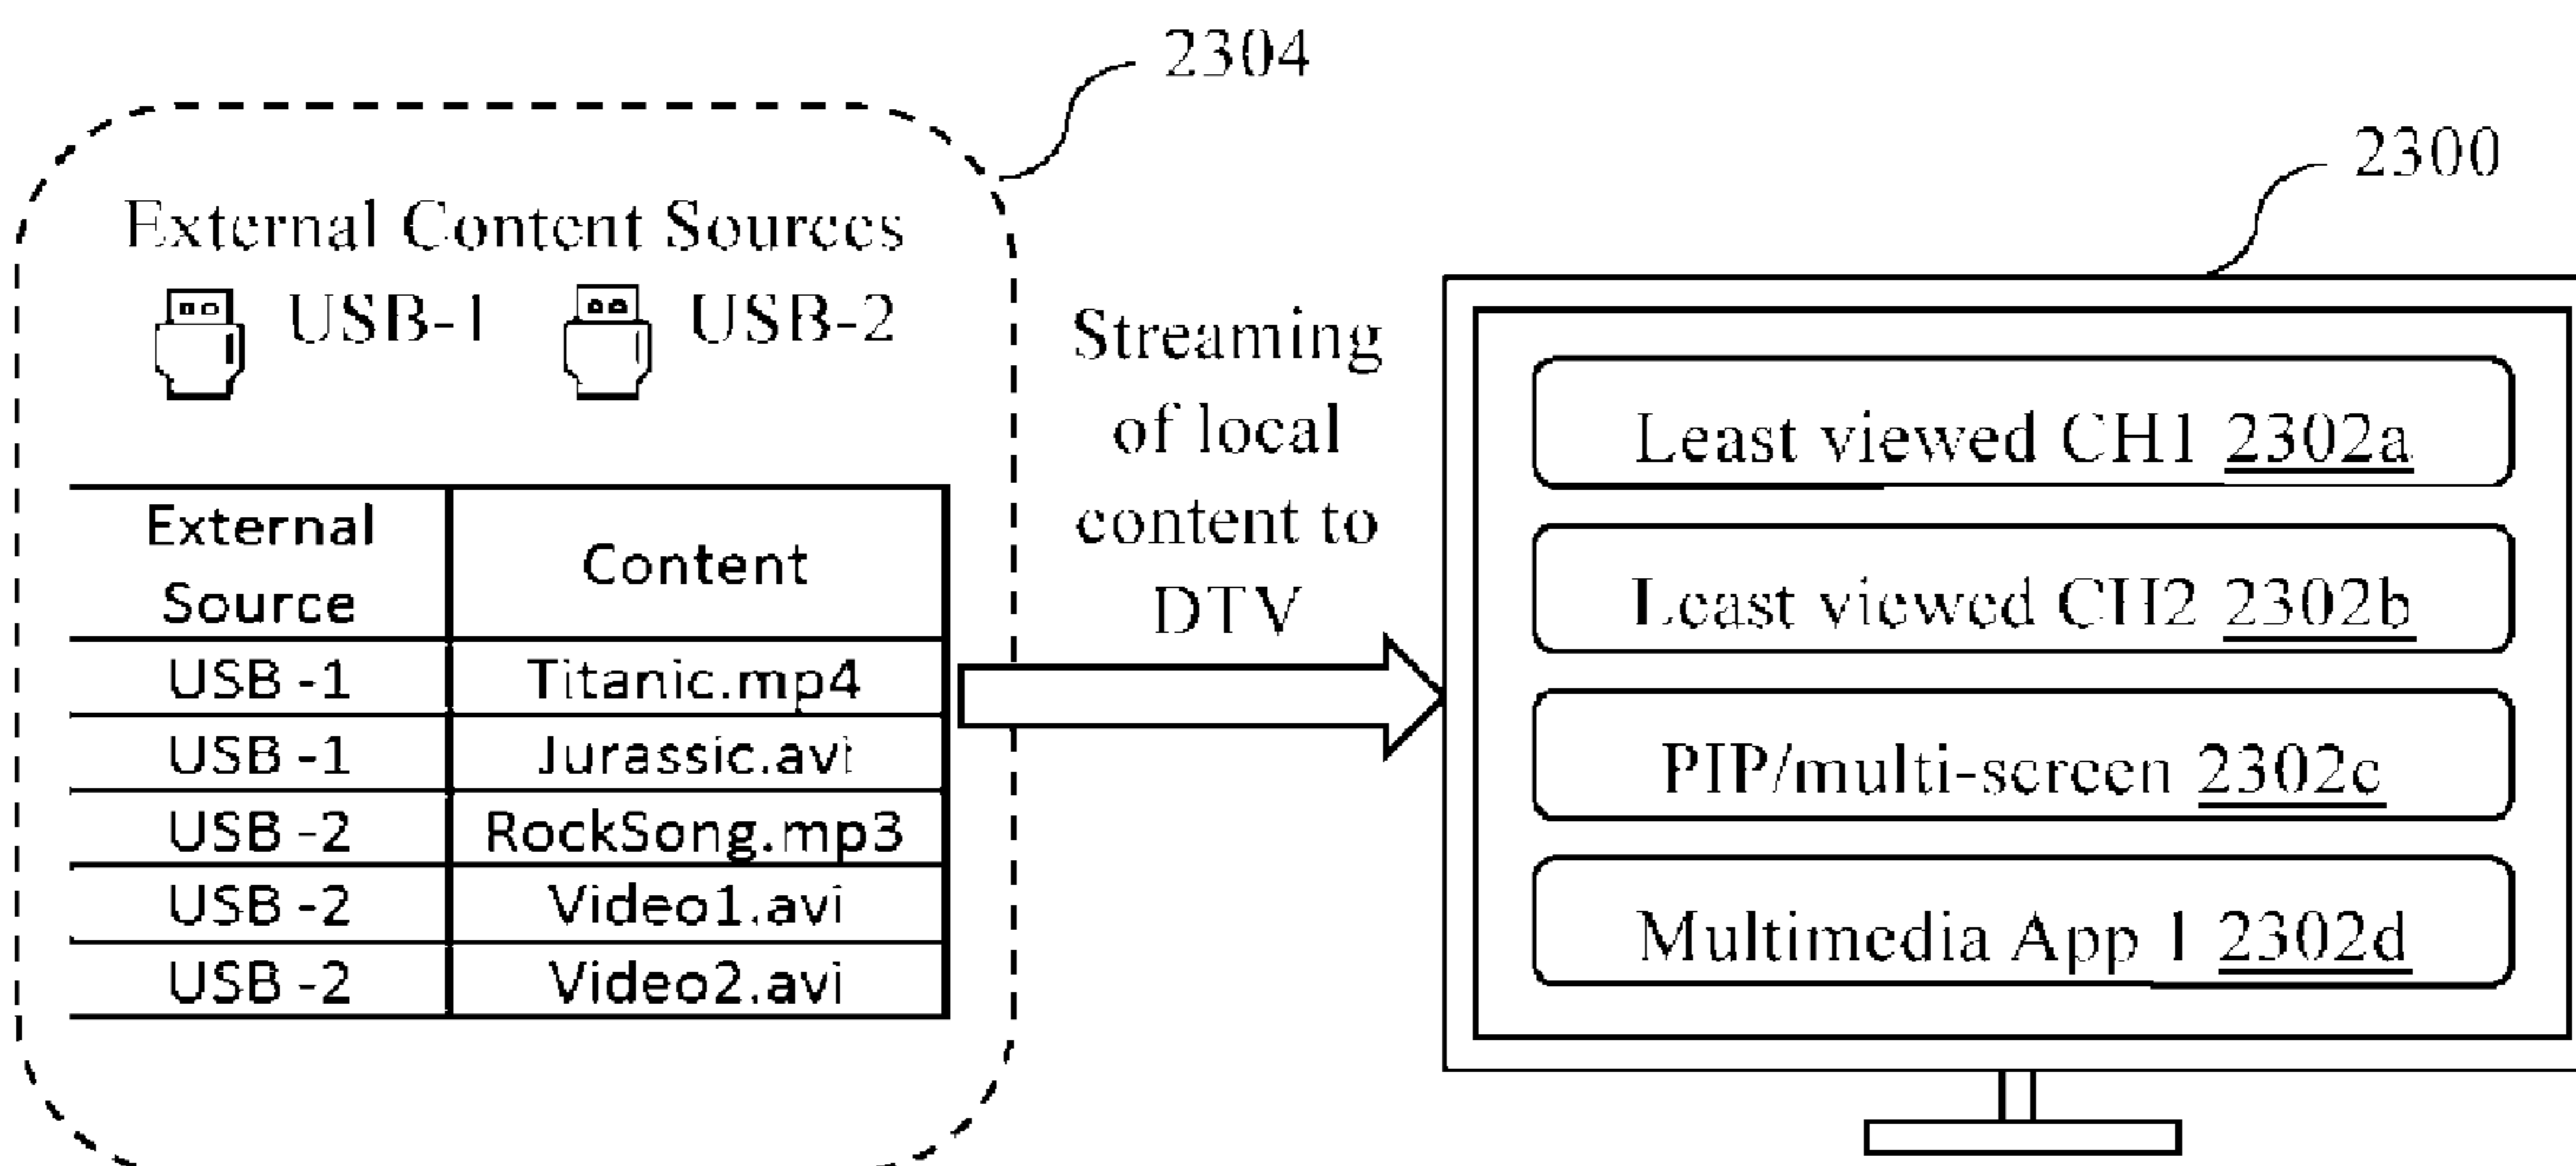 2304
2300
External Content Sources
USB-1 USB-2
External Source Content
USB -1 Titanic.mp4
USB -1 Jurassic.avi
USB -2 RockSong.mp3
USB -2 Video1.avi
USB -2 Video2.avi
Streaming
of local
content to
DTV
Least viewed CH1 2302a
Least viewed CH2 2302b
PIP/multi-screen 2302c
Multimedia App 1 2302d